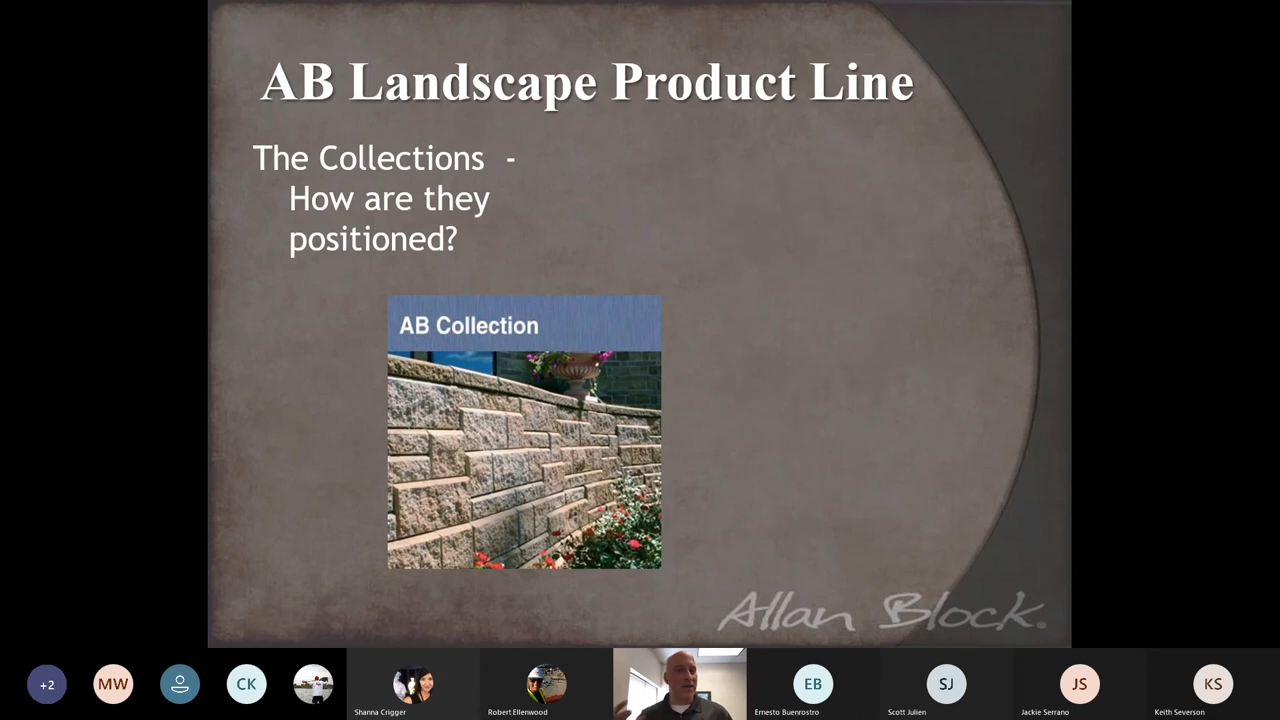 AB Landscape Product Line
The Collections -
How are they
positioned?
AB Collection
Allan Block.
+2
MW
CK
EB
SJ
JS
KS
Shanna Crigger
Robert Ellenwood
Ernesto Buenrostro
Scott Julien
Jackie Serrano
Keith Severson